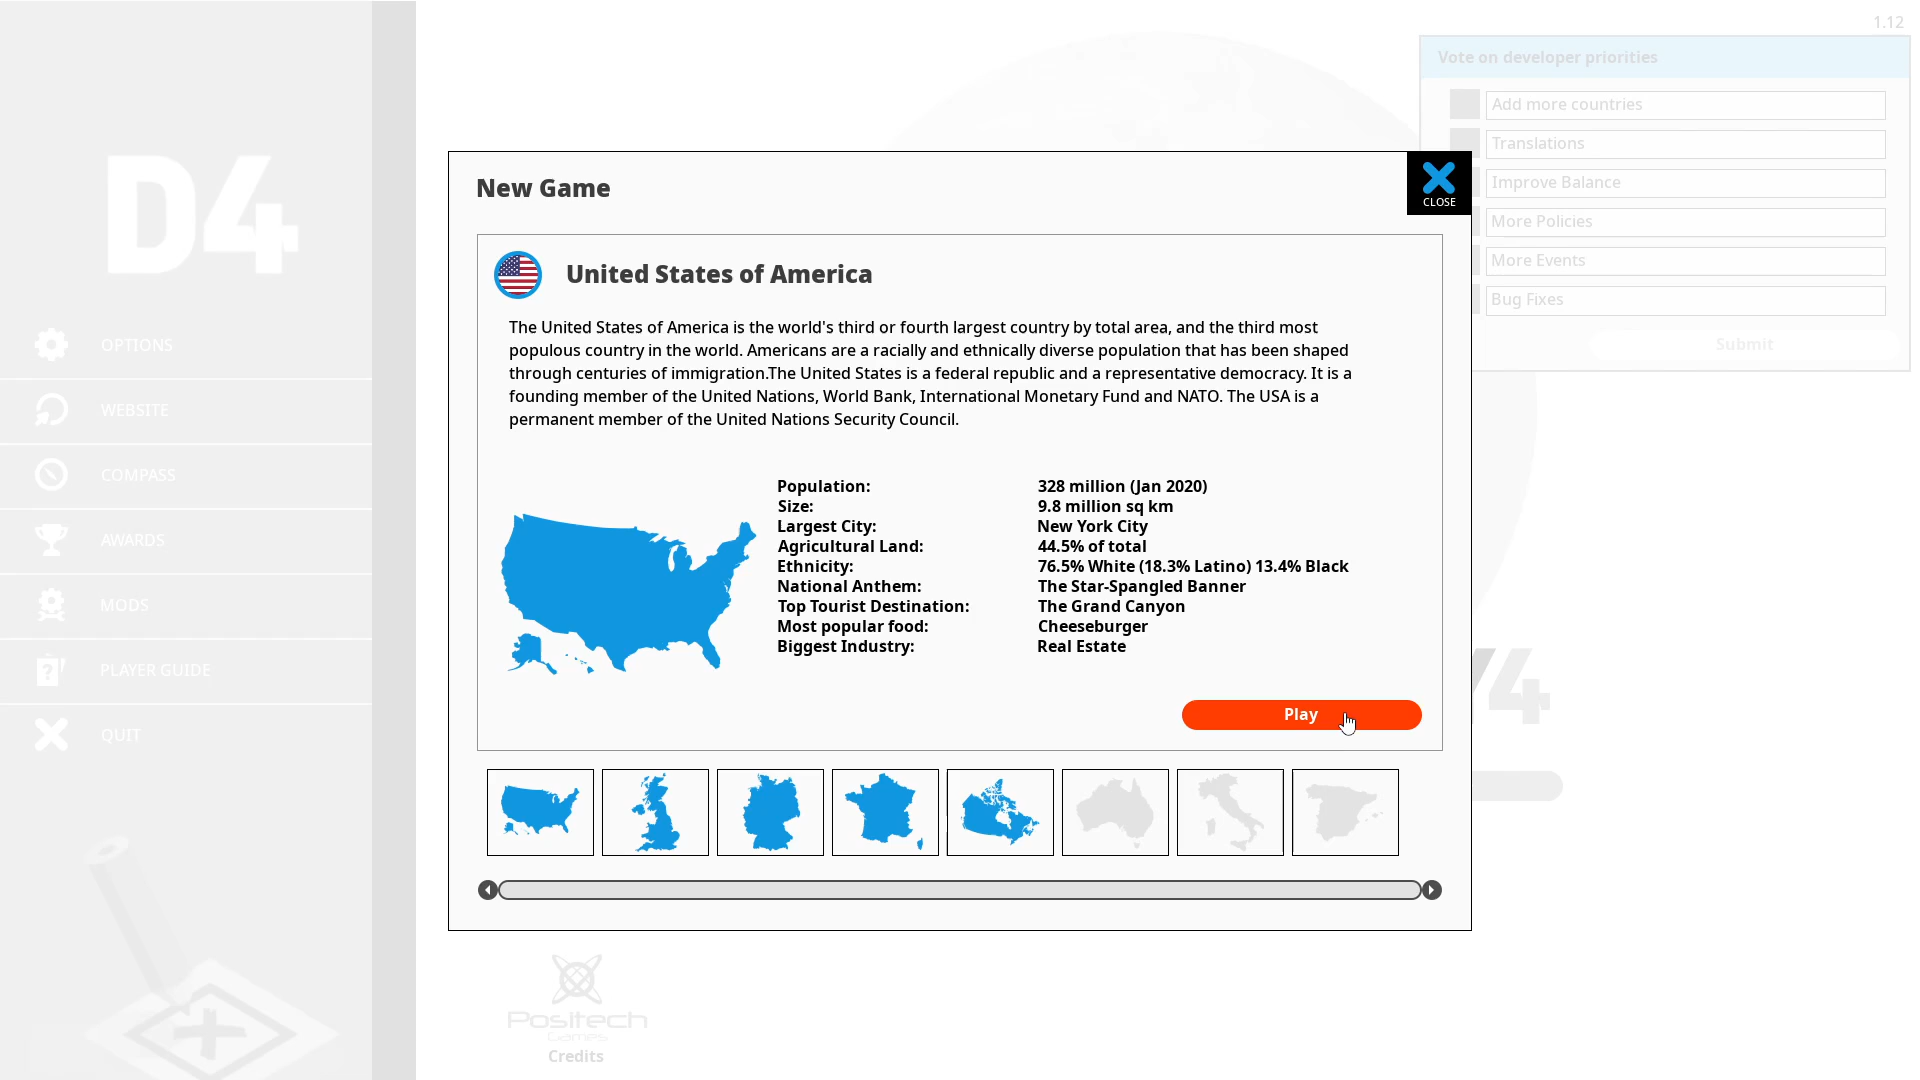 1.12
Vote on developer priorities
Add more countries
Translations
Improve Balance
More Policies
More Events
Bug Fixes
Submit
D4
OPTIONS
WEBSITE
COMPASS
AWARDS
MODS
PLAYER GUIDE
QUIT
New Game
CLOSE
United States of America
The United States of America is the world's third or fourth largest country by total area, and the third most
populous country in the world. Americans are a racially and ethnically diverse population that has been shaped
through centuries of immigration.The United States is a federal republic and a representative democracy. It is a
founding member of the United Nations, World Bank, International Monetary Fund and NATO. The USA is a
permanent member of the United Nations Security Council.
Population: 328 million (Jan 2020)
Size: 9.8 million sq km
Largest City: New York City
Agricultural Land: 44.5% of total
Ethnicity: 76.5% White (18.3% Latino) 13.4% Black
National Anthem: The Star-Spangled Banner
Top Tourist Destination: The Grand Canyon
Most popular food: Cheeseburger
Biggest Industry: Real Estate
Play
4
Positech
Games
Credits